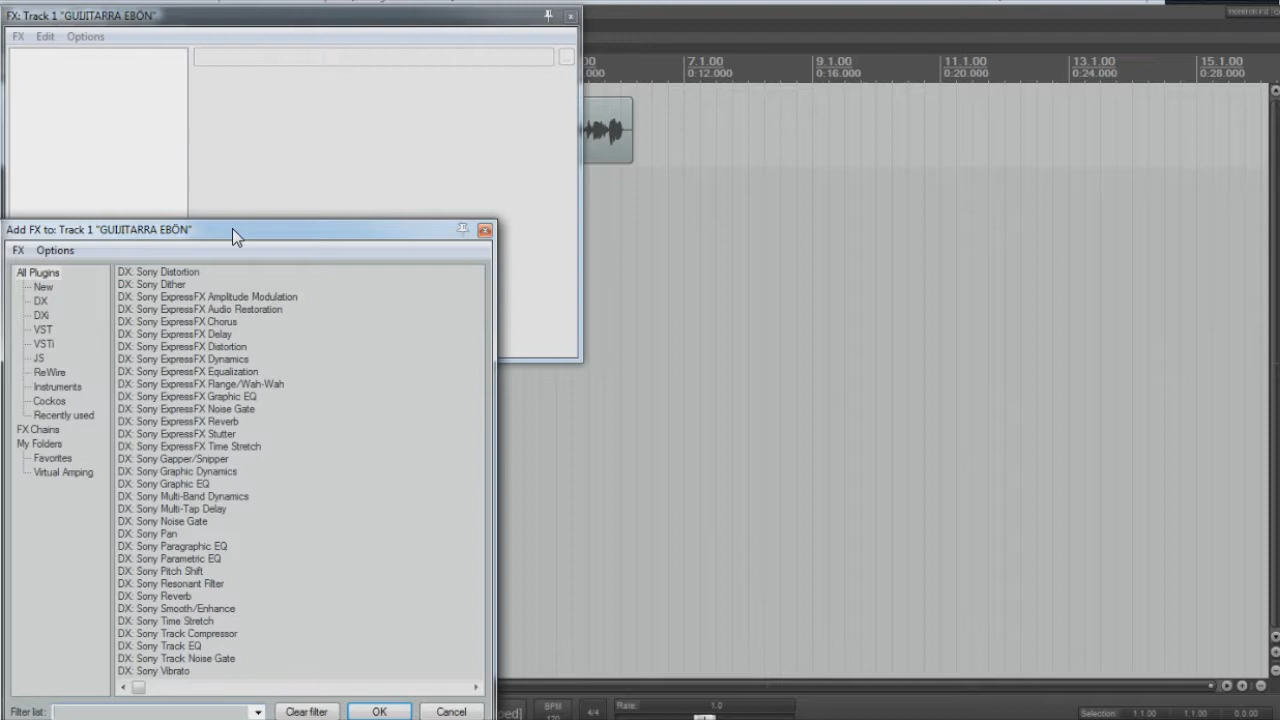 FX: Track 1 "GUIJITARRA EBÖN"
FX Edit Options
...
00 7.1.00 9.1.00 11.1.00 13.1.00 15.1.00
.000 0:12.000 0:16.000 0:20.000 0:24.000 0:28.000
Add FX to: Track 1 "GUIJITARRA EBÖN"
FX Options
All Plugins
New
DX
DXi
VST
VSTi
JS
ReWire
Instruments
Cockos
Recently used
FX Chains
My Folders
Favorites
Virtual Amping
DX: Sony Distortion
DX: Sony Dither
DX: Sony ExpressFX Amplitude Modulation
DX: Sony ExpressFX Audio Restoration
DX: Sony ExpressFX Chorus
DX: Sony ExpressFX Delay
DX: Sony ExpressFX Distortion
DX: Sony ExpressFX Dynamics
DX: Sony ExpressFX Equalization
DX: Sony ExpressFX Flange/Wah-Wah
DX: Sony ExpressFX Graphic EQ
DX: Sony ExpressFX Noise Gate
DX: Sony ExpressFX Reverb
DX: Sony ExpressFX Stutter
DX: Sony ExpressFX Time Stretch
DX: Sony Gapper/Snipper
DX: Sony Graphic Dynamics
DX: Sony Graphic EQ
DX: Sony Multi-Band Dynamics
DX: Sony Multi-Tap Delay
DX: Sony Noise Gate
DX: Sony Pan
DX: Sony Paragraphic EQ
DX: Sony Parametric EQ
DX: Sony Pitch Shift
DX: Sony Resonant Filter
DX: Sony Reverb
DX: Sony Smooth/Enhance
DX: Sony Time Stretch
DX: Sony Track Compressor
DX: Sony Track EQ
DX: Sony Track Noise Gate
DX: Sony Vibrato
Filter list: Clear filter OK Cancel
BPM
120
4/4
Rate: 1.0
Selection: 1.1.00 1.1.00 0.0.00